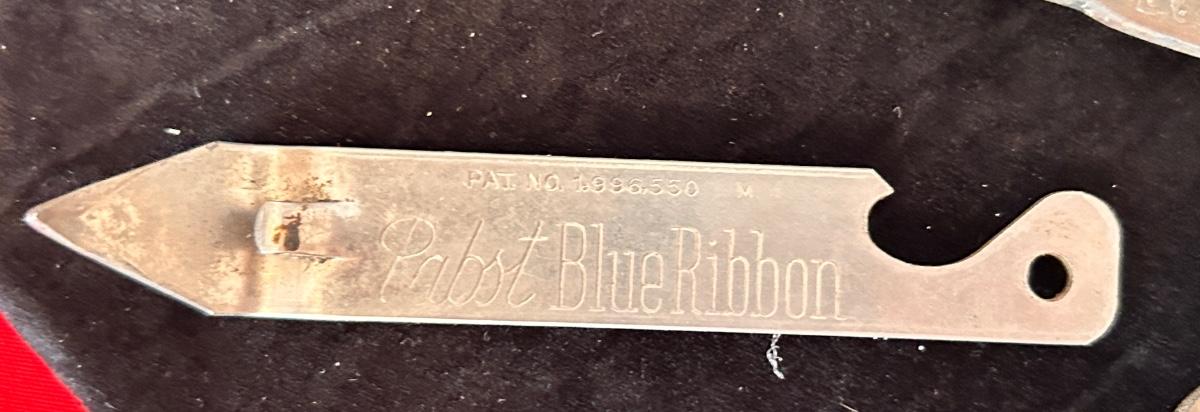 PAT. NO. 1,996,550 M
Pabst Blue Ribbon